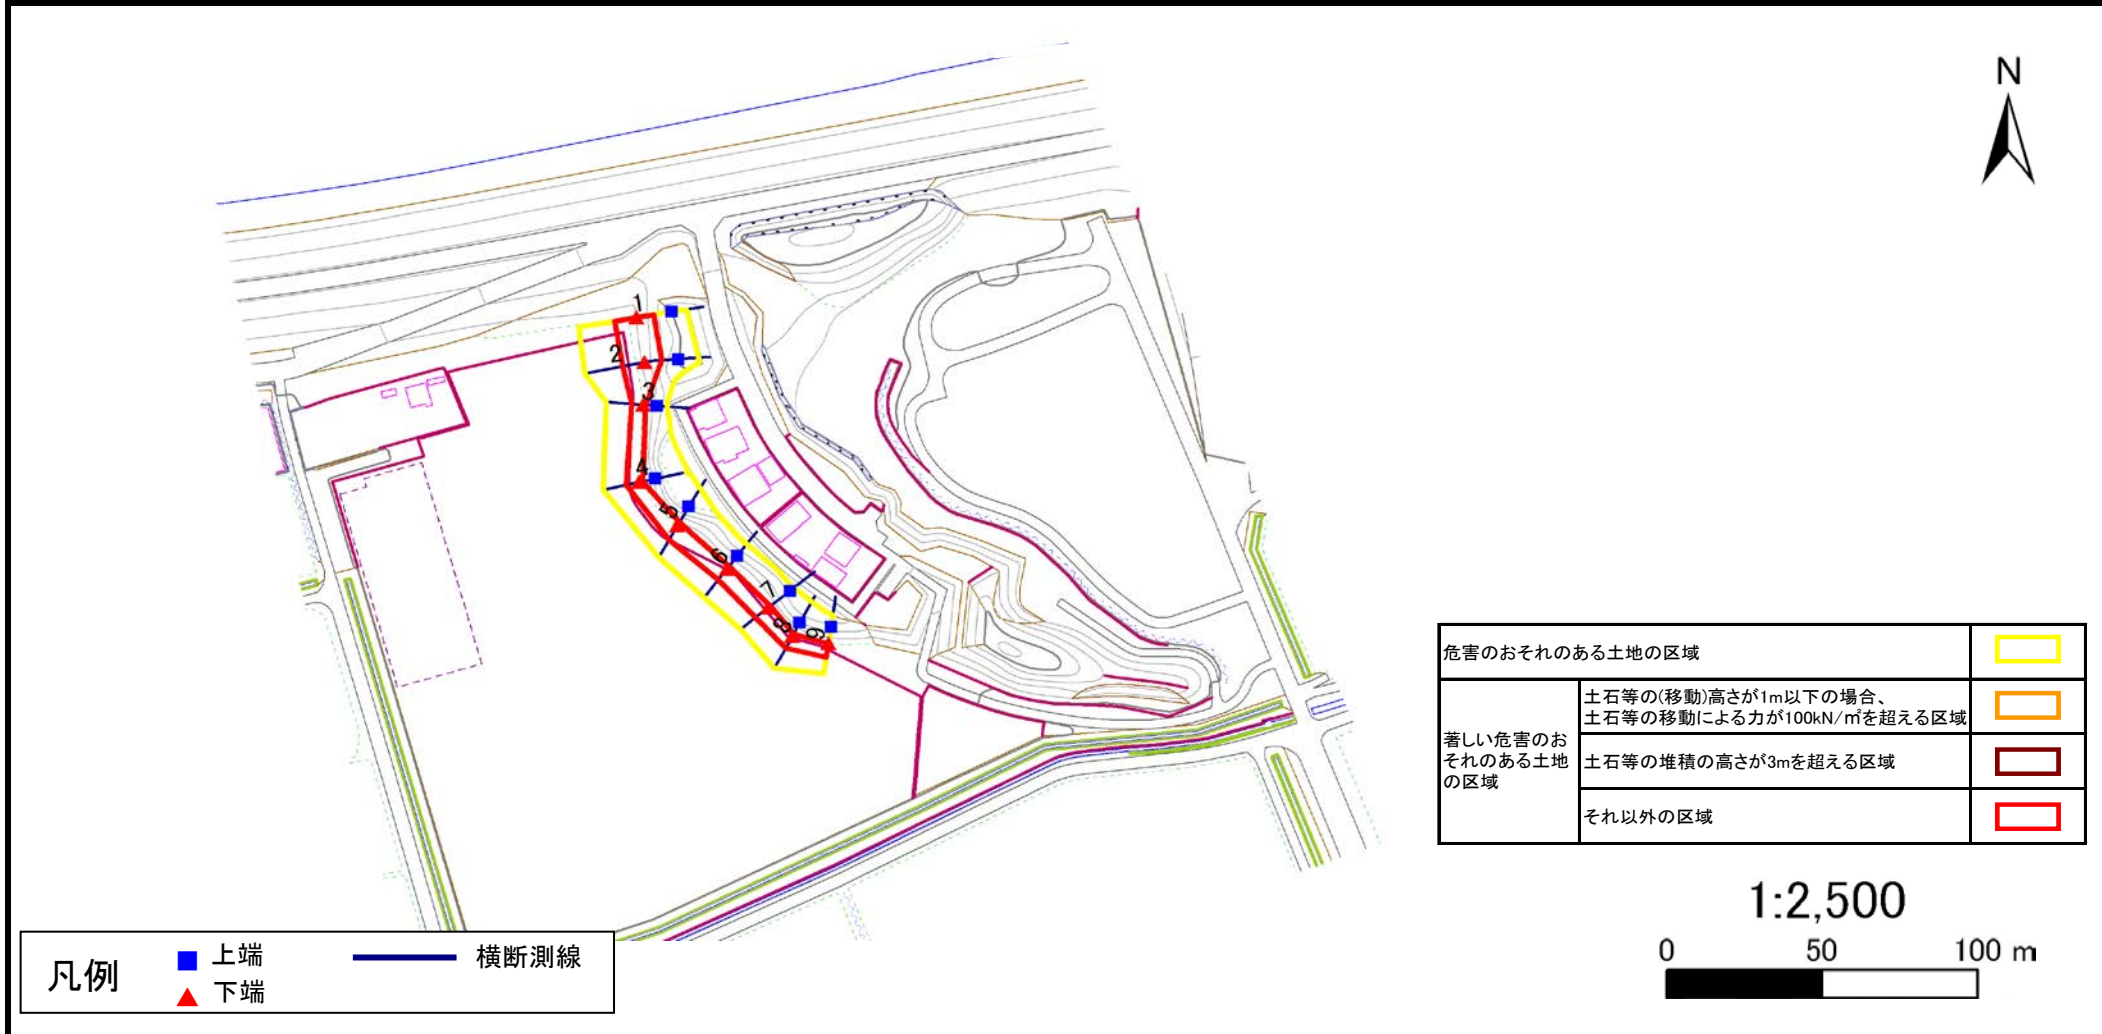 N
1
2
3
4
5
6
7
8
9
危害のおそれのある土地の区域
著しい危害のお
それのある土地
の区域
土石等の(移動)高さが1m以下の場合、
土石等の移動による力が100kN/㎡を超える区域
土石等の堆積の高さが3mを超える区域
それ以外の区域
1:2,500
0 50 100 m
凡例
上端
下端
横断測線